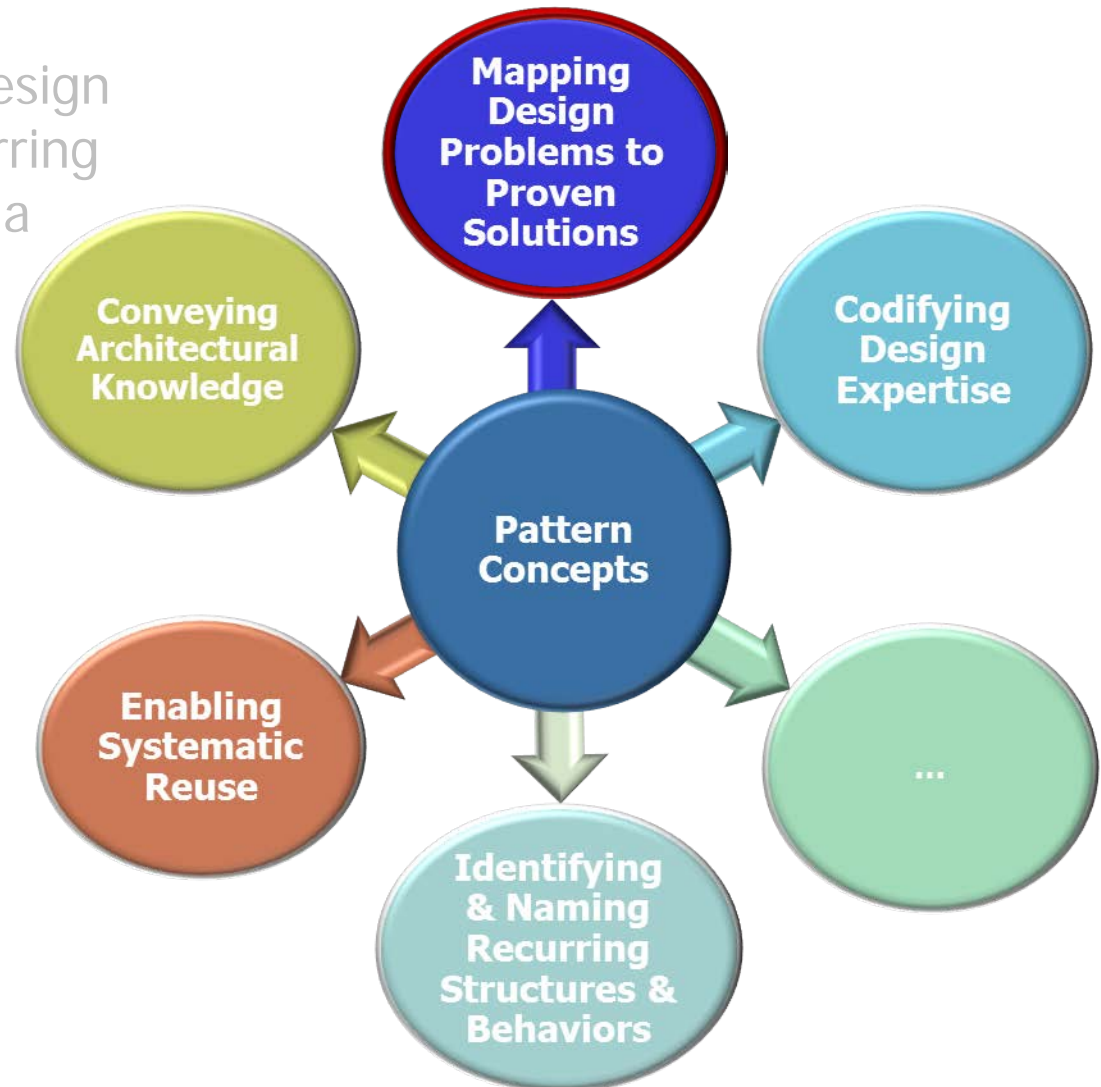 esign
rring
a
Mapping
Design
Problems to
Proven
Solutions
Conveying
Architectural
Knowledge
Codifying
Design
Expertise
Pattern
Concepts
Enabling
Systematic
Reuse
...
Identifying
& Naming
Recurring
Structures &
Behaviors